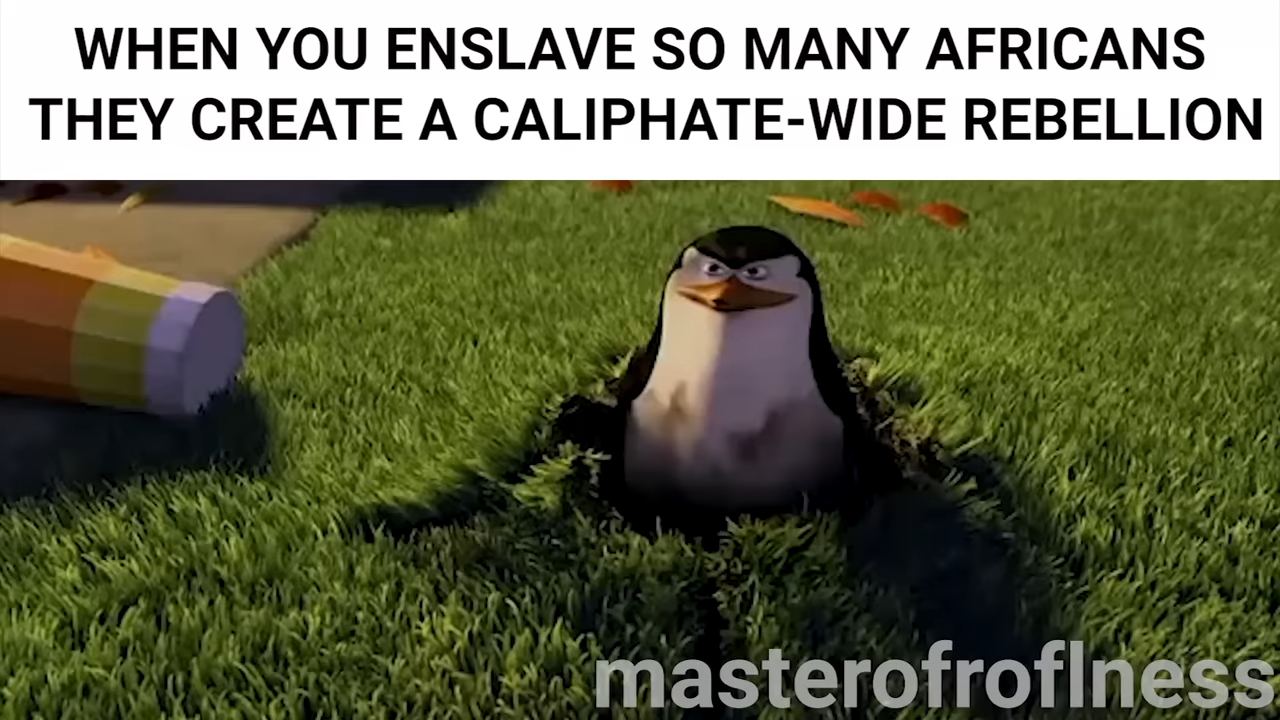 WHEN YOU ENSLAVE SO MANY AFRICANS
THEY CREATE A CALIPHATE-WIDE REBELLION
masterofroflness